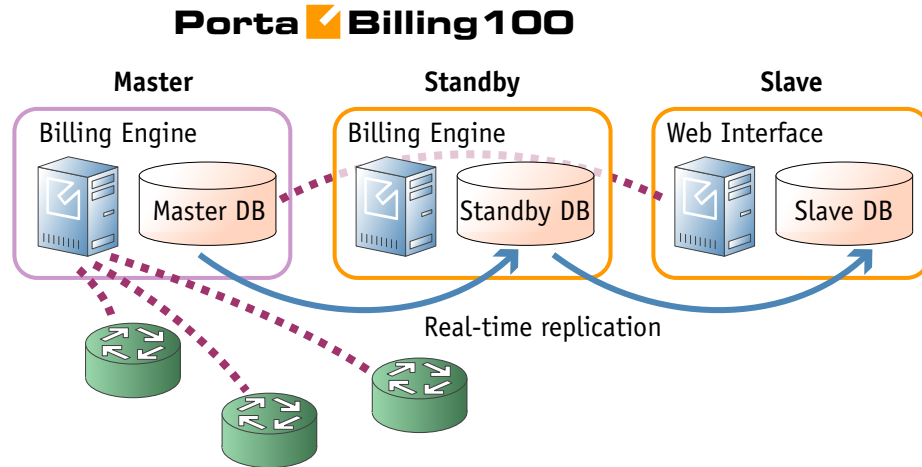 Porta Billing100
Master
Standby
Slave
Billing Engine
Billing Engine
Web Interface
Master DB
Standby DB
Slave DB
Real-time replication